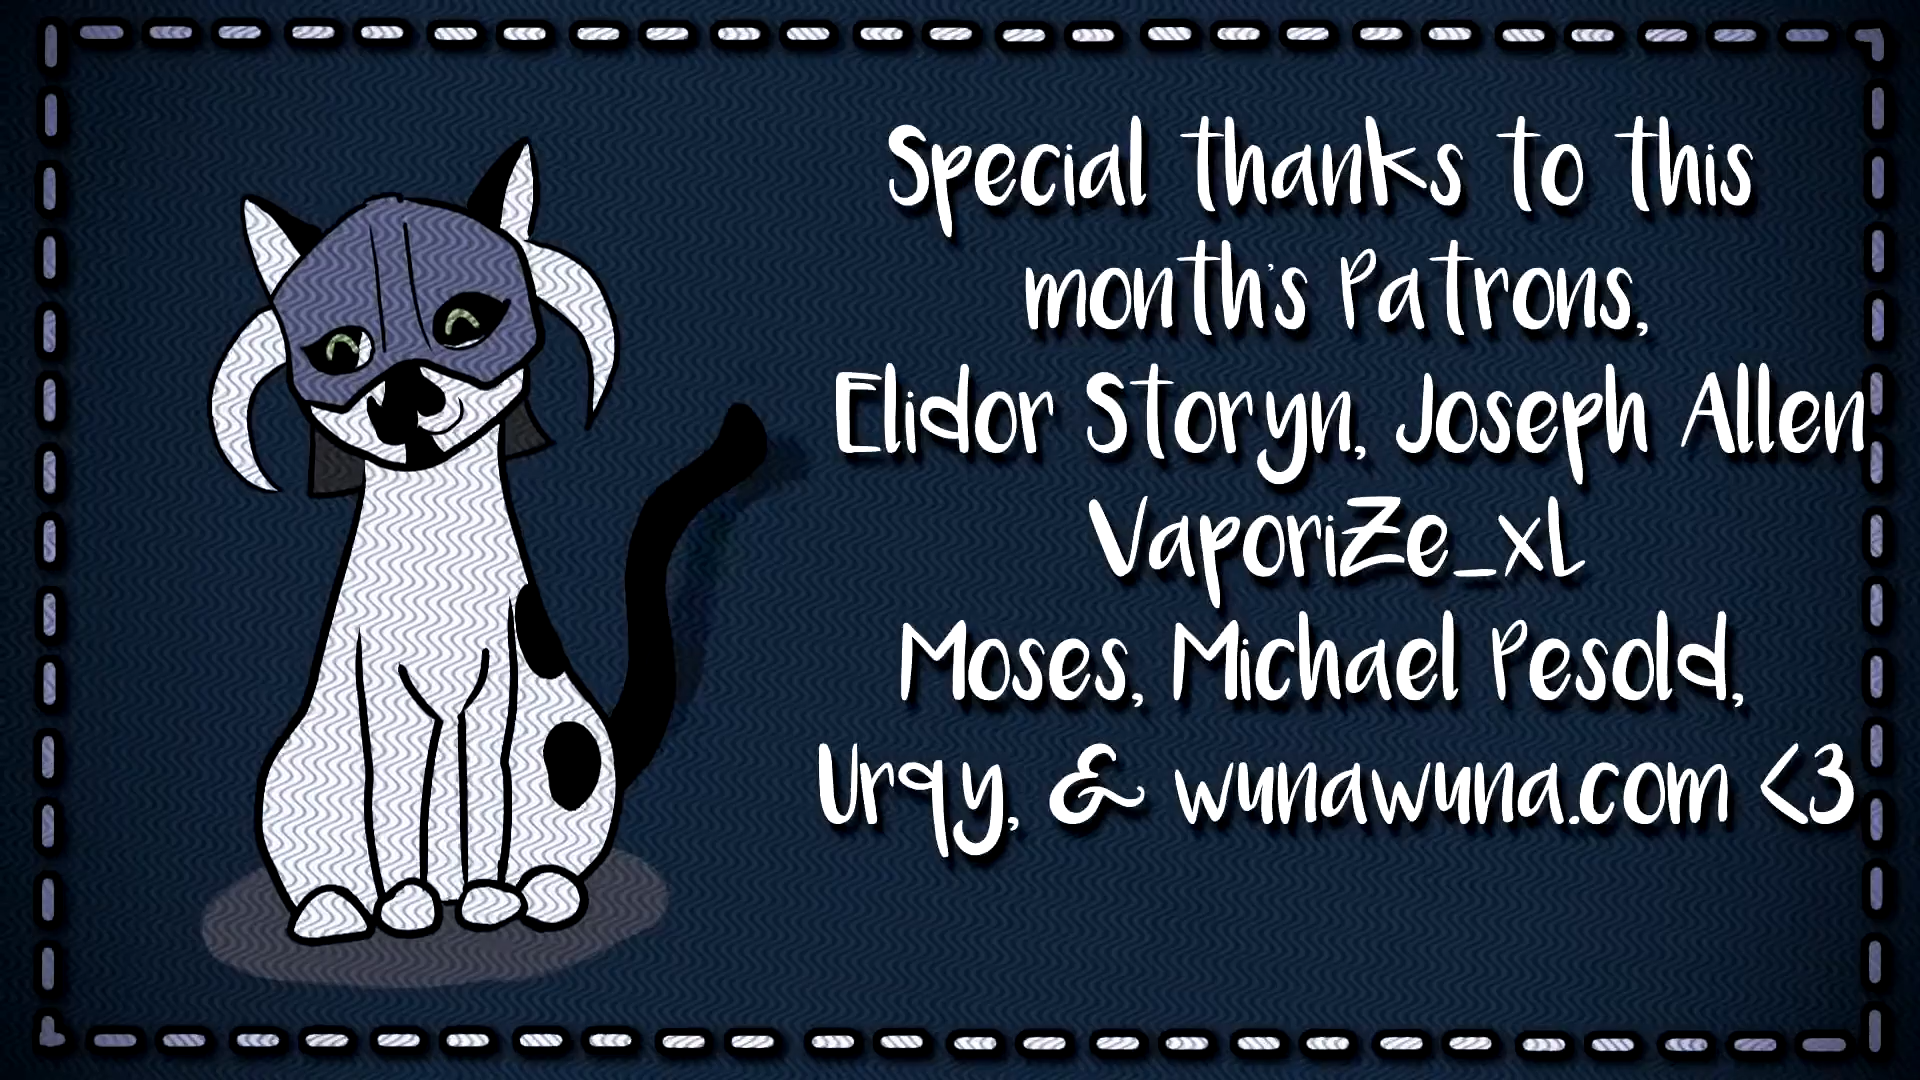 Special thanks to this
month's Patrons,
Elidor Storyn, Joseph Allen
VaporiZe_xL
Moses, Michael Pesold,
Urqy, & wunawuna.com <3